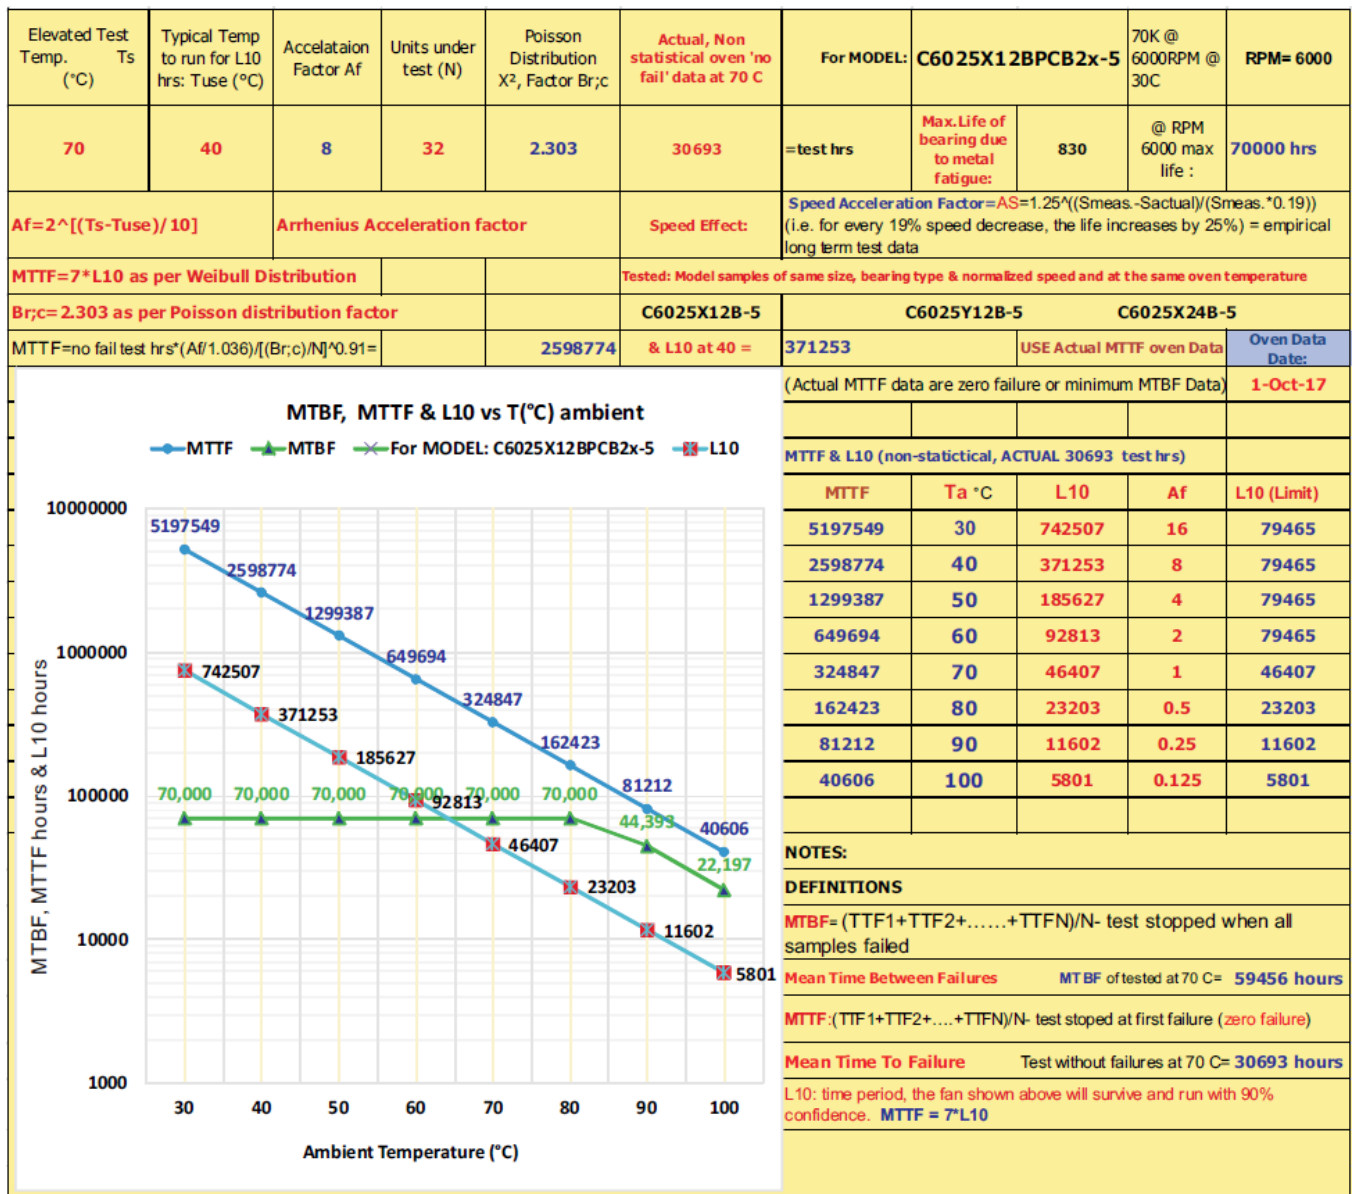 Elevated Test Temp. Ts (°C)
Typical Temp to run for L10 hrs: Tuse (°C)
Accelataion Factor Af
Units under test (N)
Poisson Distribution X², Factor Br;c
Actual, Non statistical oven 'no fail' data at 70 C
For MODEL:
C6025X12BPCB2x-5
70K @ 6000RPM @ 30C
RPM= 6000
70
40
8
32
2.303
30693
=test hrs
Max.Life of bearing due to metal fatigue:
830
@ RPM 6000 max life :
70000 hrs
Af=2^[(Ts-Tuse)/10]
Arrhenius Acceleration factor
Speed Effect:
Speed Acceleration Factor=AS=1.25^((Smeas.-Sactual)/(Smeas.*0.19))
(i.e. for every 19% speed decrease, the life increases by 25%) = empirical
long term test data
MTTF=7*L10 as per Weibull Distribution
Tested: Model samples of same size, bearing type & normalized speed and at the same oven temperature
Br;c= 2.303 as per Poisson distribution factor
C6025X12B-5
C6025Y12B-5
C6025X24B-5
MTTF=no fail test hrs*(Af/1.036)/[(Br;c)/N]^0.91=
2598774
& L10 at 40 =
371253
USE Actual MTTF oven Data
Oven Data Date:
(Actual MTTF data are zero failure or minimum MTBF Data)
1-Oct-17
MTBF, MTTF & L10 vs T(°C) ambient
MTTF
MTBF
For MODEL: C6025X12BPCB2x-5
L10
MTBF, MTTF hours & L10 hours
10000000
1000000
100000
10000
1000
5197549
2598774
1299387
649694
324847
162423
81212
40606
742507
371253
185627
92813
46407
23203
11602
5801
70,000
70,000
70,000
70,000
70,000
70,000
44,393
22,197
30 40 50 60 70 80 90 100
Ambient Temperature (°C)
MTTF & L10 (non-statictical, ACTUAL 30693 test hrs)
MTTF Ta °C L10 Af L10 (Limit)
5197549 30 742507 16 79465
2598774 40 371253 8 79465
1299387 50 185627 4 79465
649694 60 92813 2 79465
324847 70 46407 1 46407
162423 80 23203 0.5 23203
81212 90 11602 0.25 11602
40606 100 5801 0.125 5801
NOTES:
DEFINITIONS
MTBF= (TTF1+TTF2+……+TTFN)/N- test stopped when all
samples failed
Mean Time Between Failures MTBF of tested at 70 C= 59456 hours
MTTF:(TTF1+TTF2+….+TTFN)/N- test stoped at first failure (zero failure)
Mean Time To Failure Test without failures at 70 C= 30693 hours
L10: time period, the fan shown above will survive and run with 90%
confidence. MTTF = 7*L10